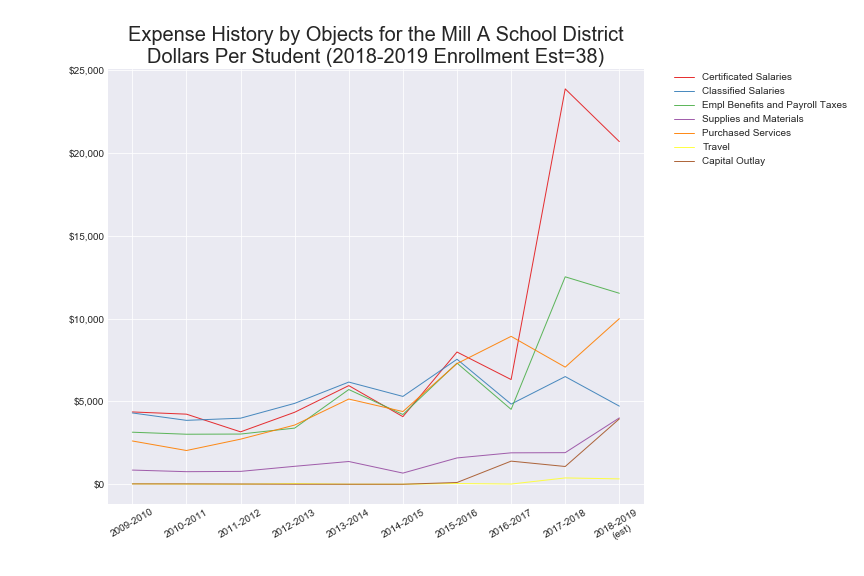 Expense History by Objects for the Mill A School District
Dollars Per Student (2018-2019 Enrollment Est=38)
$25,000
$20,000
$15,000
$10,000
$5,000
$0
2009-2010
2010-2011
2011-2012
2012-2013
2013-2014
2014-2015
2015-2016
2016-2017
2017-2018
2018-2019
(est)
Certificated Salaries
Classified Salaries
Empl Benefits and Payroll Taxes
Supplies and Materials
Purchased Services
Travel
Capital Outlay